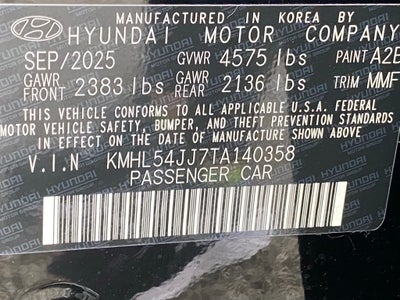 MANUFACTURED IN KOREA BY
HYUNDAI MOTOR COMPANY
SEP/2025 GVWR 4575 lbs PAINT A2B
GAWR FRONT 2383 lbs GAWR REAR 2136 lbs TRIM MMF
THIS VEHICLE CONFORMS TO ALL APPLICABLE U.S.A. FEDERAL
MOTOR VEHICLE SAFETY, BUMPER, AND THEFT PREVENTION STANDARDS
IN EFFECT ON THE DATE OF MANUFACTURE SHOWN ABOVE.
V.I.N KMHL54JJ7TA140358
PASSENGER CAR